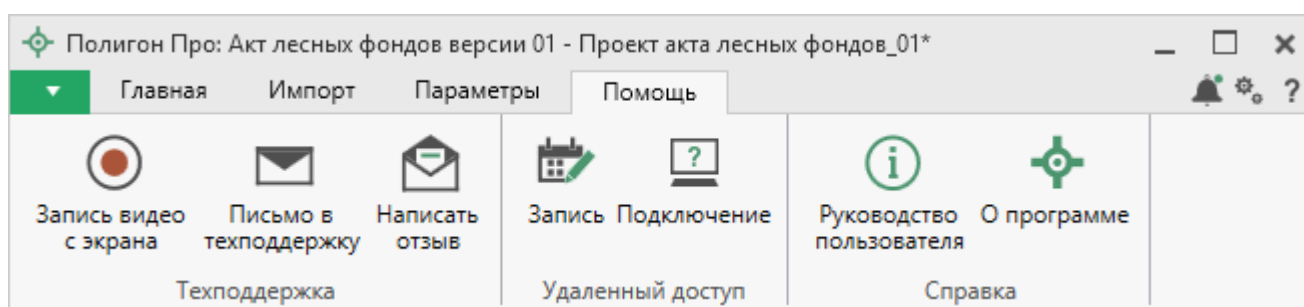 Полигон Про: Акт лесных фондов версии 01 - Проект акта лесных фондов_01*
Главная Импорт Параметры Помощь
?
?
i
Запись видео с экрана
Письмо в техподдержку
Написать отзыв
Запись
Подключение
Руководство пользователя
О программе
Техподдержка
Удаленный доступ
Справка